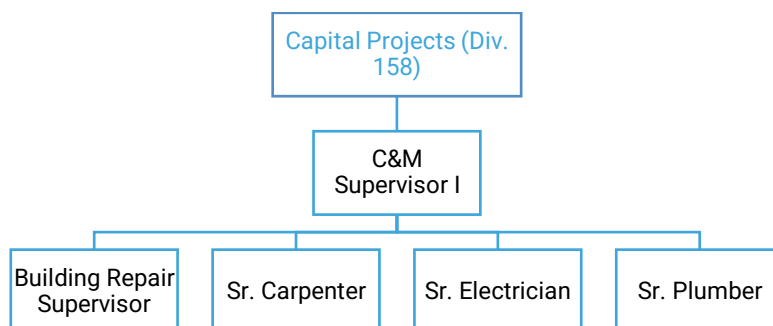 Capital Projects (Div.
158)
C&M
Supervisor I
Building Repair
Supervisor
Sr. Carpenter
Sr. Electrician
Sr. Plumber